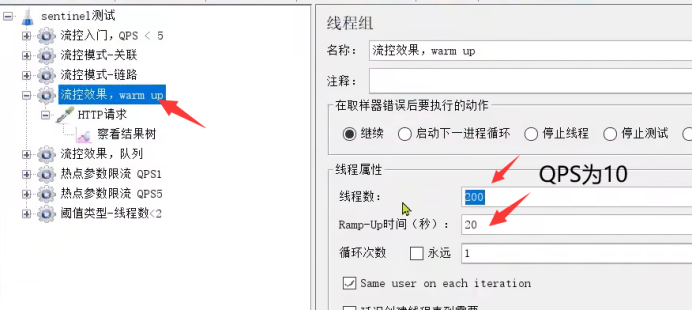 sentinel测试
流控入门，QPS < 5
流控模式-关联
流控模式-链路
流控效果，warm up
HTTP请求
察看结果树
流控效果，队列
热点参数限流 QPS1
热点参数限流 QPS5
阈值类型-线程数<2
线程组
名称： 流控效果，warm up
注释：
在取样器错误后要执行的动作
继续 启动下一进程循环 停止线程 停止测试
线程属性
QPS为10
线程数： 200
Ramp-Up时间（秒）： 20
循环次数 永远 1
Same user on each iteration